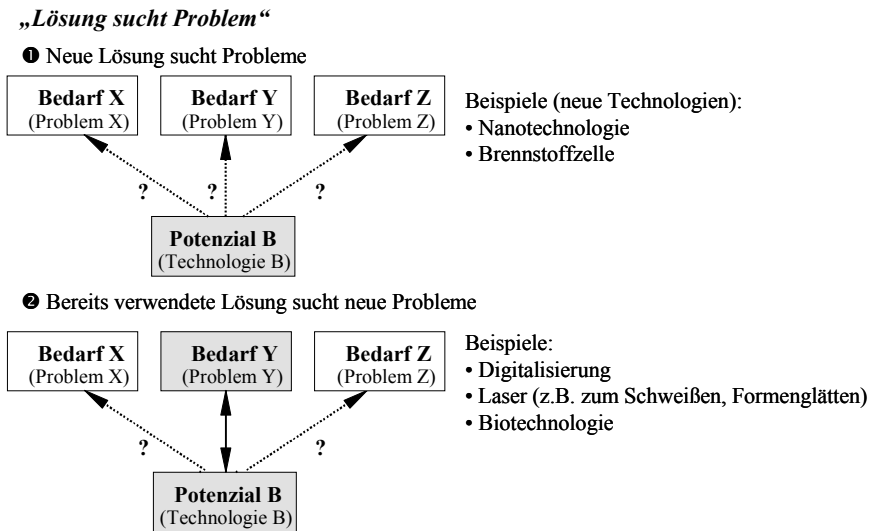 „Lösung sucht Problem“
❶ Neue Lösung sucht Probleme
Bedarf X
(Problem X)
Bedarf Y
(Problem Y)
Bedarf Z
(Problem Z)
? ? ?
Potenzial B
(Technologie B)
Beispiele (neue Technologien):
• Nanotechnologie
• Brennstoffzelle
❷ Bereits verwendete Lösung sucht neue Probleme
Bedarf X
(Problem X)
Bedarf Y
(Problem Y)
Bedarf Z
(Problem Z)
? ?
Potenzial B
(Technologie B)
Beispiele:
• Digitalisierung
• Laser (z.B. zum Schweißen, Formenglätten)
• Biotechnologie